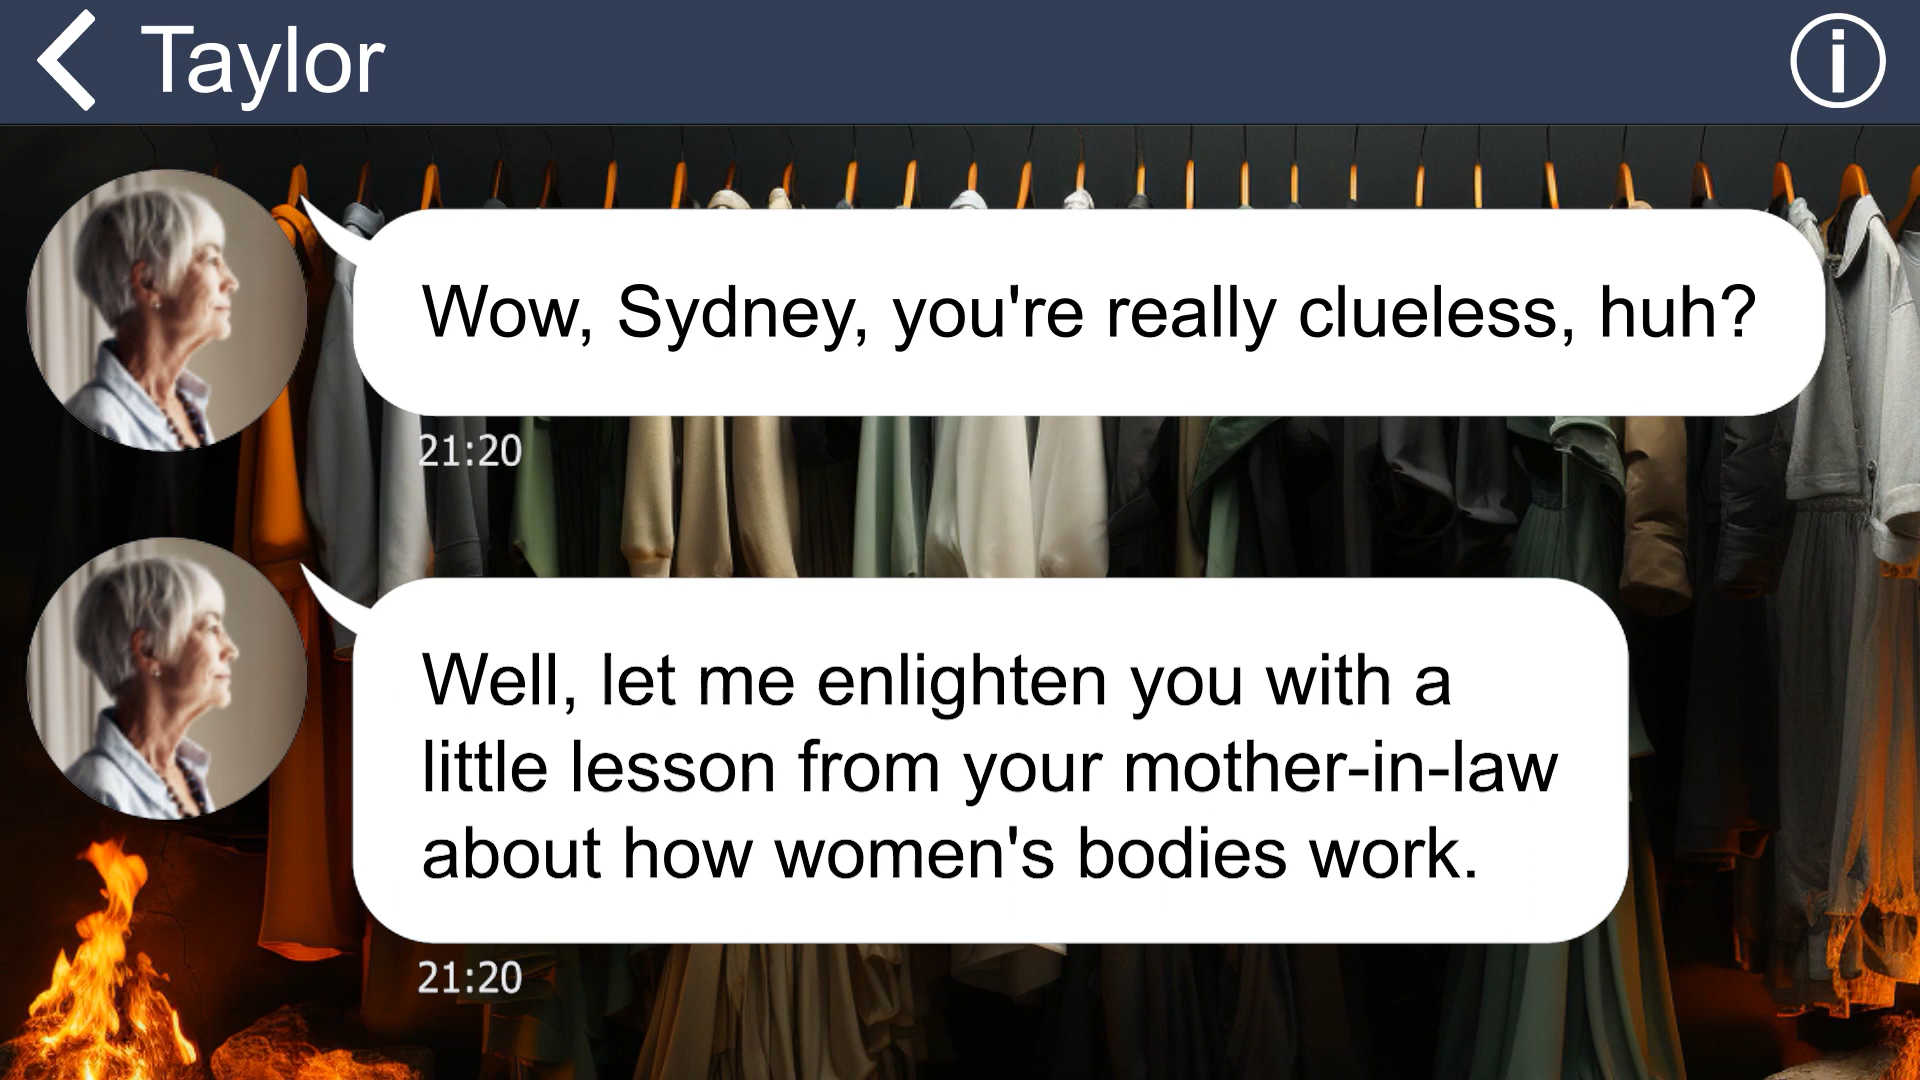 Taylor
Wow, Sydney, you're really clueless, huh?
21:20
Well, let me enlighten you with a
little lesson from your mother-in-law
about how women's bodies work.
21:20